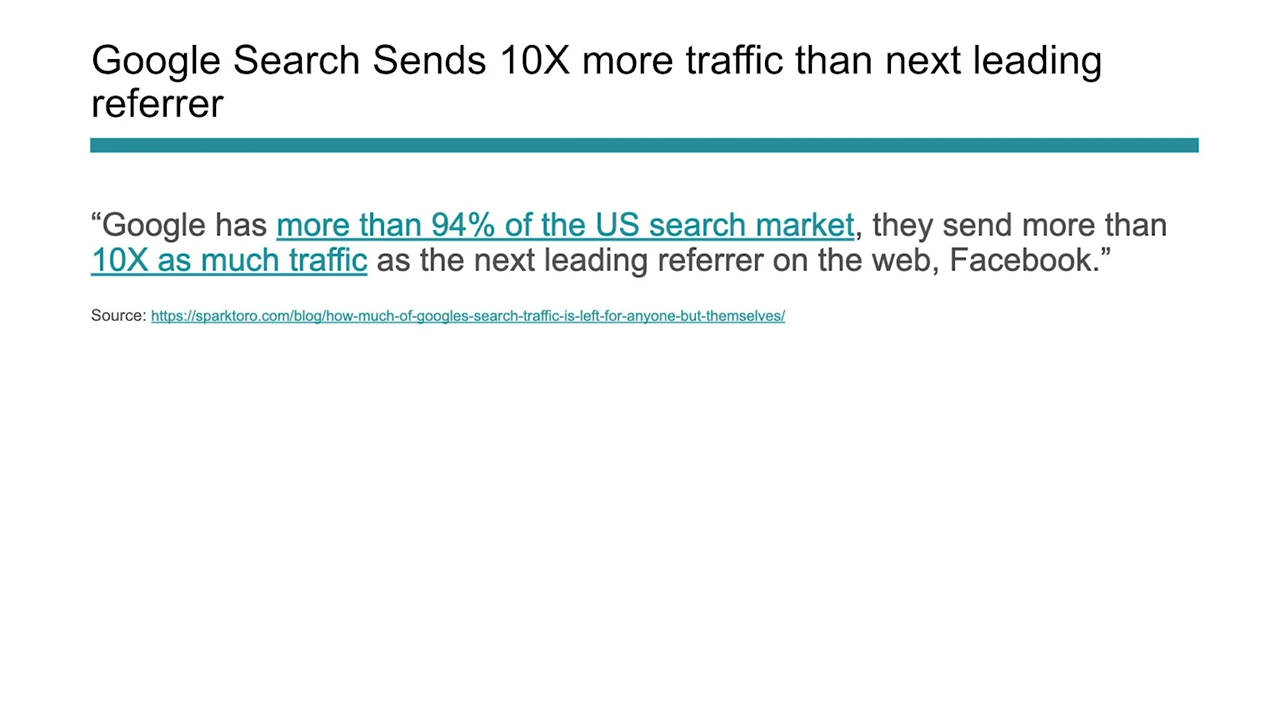 Google Search Sends 10X more traffic than next leading
referrer
“Google has more than 94% of the US search market, they send more than
10X as much traffic as the next leading referrer on the web, Facebook.”
Source: https://sparktoro.com/blog/how-much-of-googles-search-traffic-is-left-for-anyone-but-themselves/